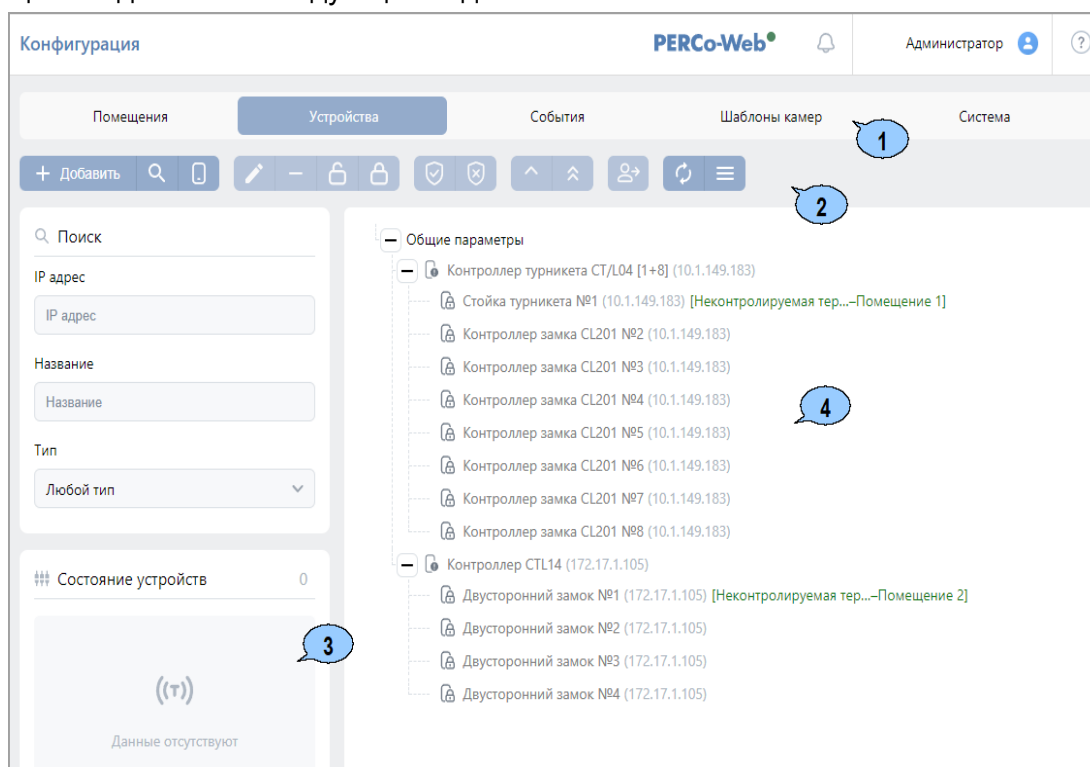 Конфигурация
PERCo-Web
Администратор
?
Помещения
Устройства
События
Шаблоны камер
Система
1
+ Добавить
2
Поиск
IP адрес
IP адрес
Название
Название
Тип
Любой тип
Состояние устройств 0
3
((т))
Данные отсутствуют
Общие параметры
Контроллер турникета CT/L04 [1+8] (10.1.149.183)
Стойка турникета №1 (10.1.149.183) [Неконтролируемая тер...–Помещение 1]
Контроллер замка CL201 №2 (10.1.149.183)
Контроллер замка CL201 №3 (10.1.149.183)
Контроллер замка CL201 №4 (10.1.149.183)
4
Контроллер замка CL201 №5 (10.1.149.183)
Контроллер замка CL201 №6 (10.1.149.183)
Контроллер замка CL201 №7 (10.1.149.183)
Контроллер замка CL201 №8 (10.1.149.183)
Контроллер CTL14 (172.17.1.105)
Двусторонний замок №1 (172.17.1.105) [Неконтролируемая тер...–Помещение 2]
Двусторонний замок №2 (172.17.1.105)
Двусторонний замок №3 (172.17.1.105)
Двусторонний замок №4 (172.17.1.105)